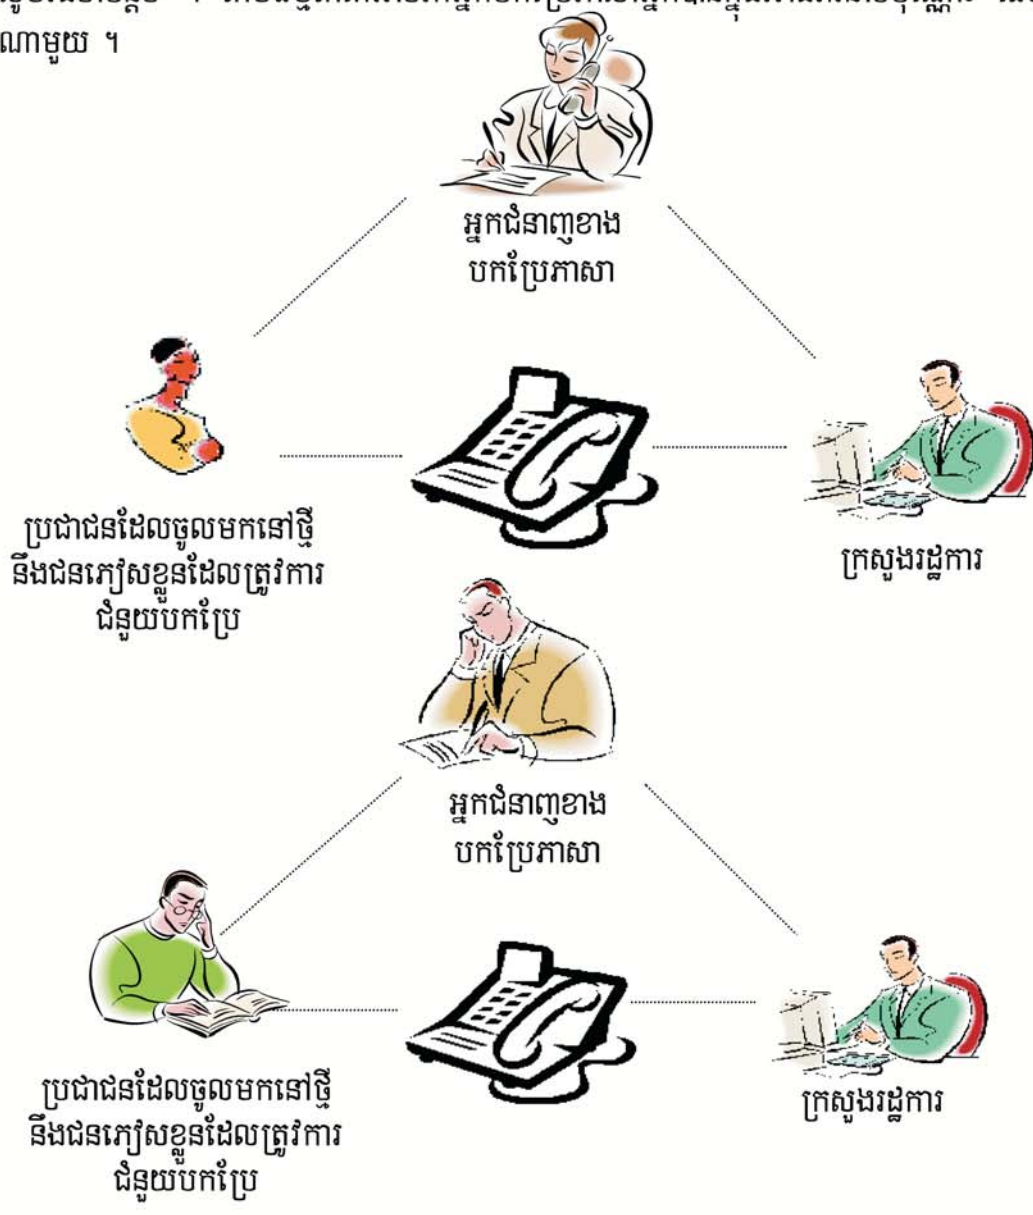 ណាមួយ ។
អ្នកជំនាញខាង
បកប្រែភាសា
ប្រជាជនដែលចូលមកនៅថ្មី
នឹងជនភៀសខ្លួនដែលត្រូវការ
ជំនួយបកប្រែ
ក្រសួងរដ្ឋការ
អ្នកជំនាញខាង
បកប្រែភាសា
ប្រជាជនដែលចូលមកនៅថ្មី
នឹងជនភៀសខ្លួនដែលត្រូវការ
ជំនួយបកប្រែ
ក្រសួងរដ្ឋការ